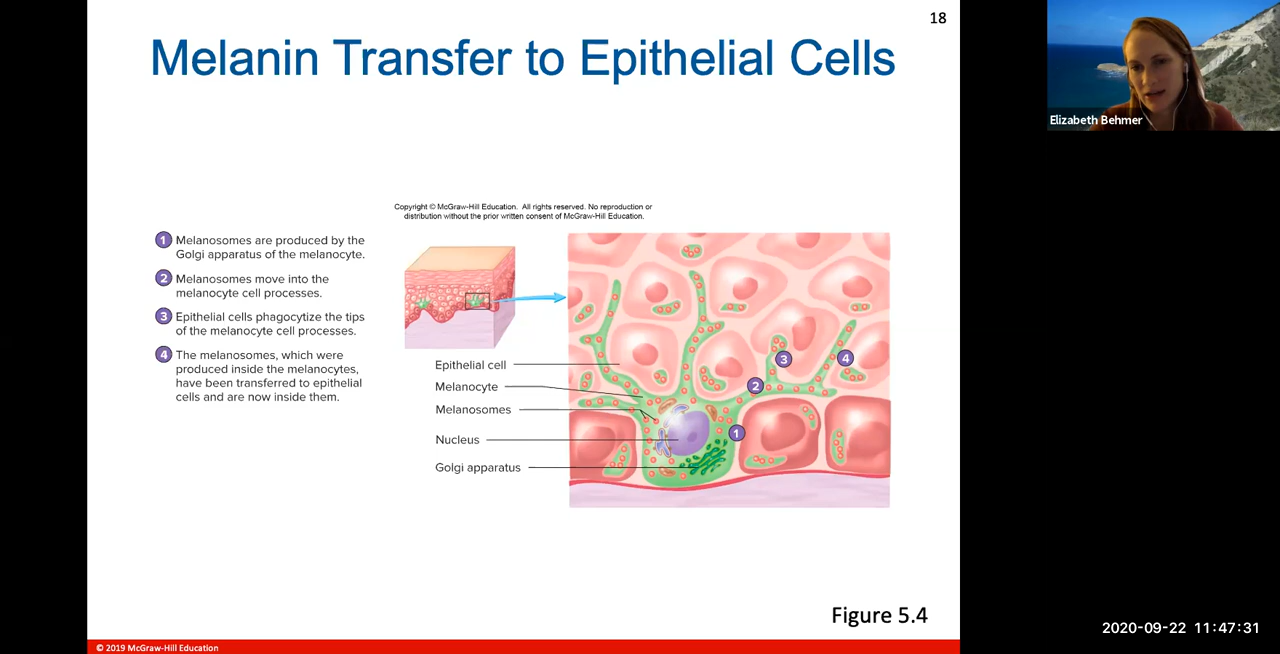 18
Melanin Transfer to Epithelial Cells
Elizabeth Behmer
Copyright © McGraw-Hill Education. All rights reserved. No reproduction or
distribution without the prior written consent of McGraw-Hill Education.
1 Melanosomes are produced by the
Golgi apparatus of the melanocyte.
2 Melanosomes move into the
melanocyte cell processes.
3 Epithelial cells phagocytize the tips
of the melanocyte cell processes.
4 The melanosomes, which were
produced inside the melanocytes,
have been transferred to epithelial
cells and are now inside them.
Epithelial cell
Melanocyte
Melanosomes
Nucleus
Golgi apparatus
3
4
2
1
Figure 5.4
2020-09-22 11:47:31
© 2019 McGraw-Hill Education